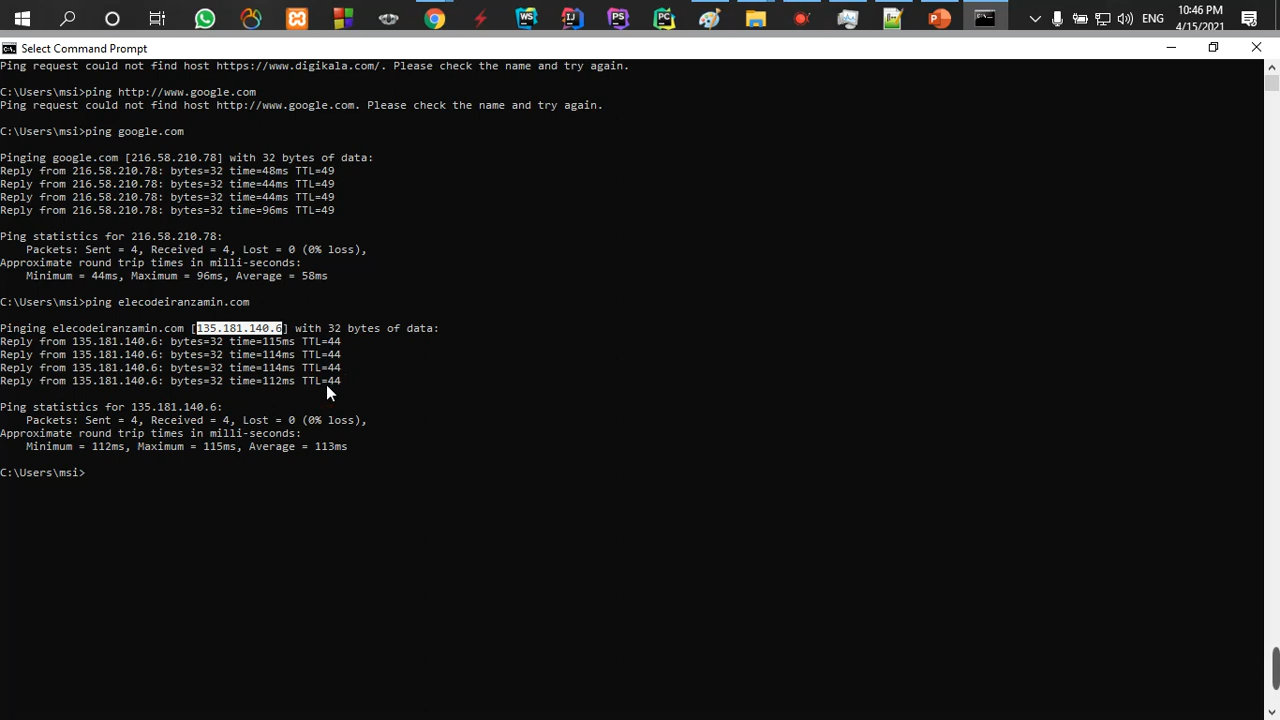 WS
IJ
PS
PC
P
ENG
10:46 PM
4/15/2021
Select Command Prompt
Ping request could not find host https://www.digikala.com/. Please check the name and try again.
C:\Users\msi>ping http://www.google.com
Ping request could not find host http://www.google.com. Please check the name and try again.
C:\Users\msi>ping google.com
Pinging google.com [216.58.210.78] with 32 bytes of data:
Reply from 216.58.210.78: bytes=32 time=48ms TTL=49
Reply from 216.58.210.78: bytes=32 time=44ms TTL=49
Reply from 216.58.210.78: bytes=32 time=44ms TTL=49
Reply from 216.58.210.78: bytes=32 time=96ms TTL=49
Ping statistics for 216.58.210.78:
Packets: Sent = 4, Received = 4, Lost = 0 (0% loss),
Approximate round trip times in milli-seconds:
Minimum = 44ms, Maximum = 96ms, Average = 58ms
C:\Users\msi>ping elecodeiranzamin.com
Pinging elecodeiranzamin.com [135.181.140.6] with 32 bytes of data:
Reply from 135.181.140.6: bytes=32 time=115ms TTL=44
Reply from 135.181.140.6: bytes=32 time=114ms TTL=44
Reply from 135.181.140.6: bytes=32 time=114ms TTL=44
Reply from 135.181.140.6: bytes=32 time=112ms TTL=44
Ping statistics for 135.181.140.6:
Packets: Sent = 4, Received = 4, Lost = 0 (0% loss),
Approximate round trip times in milli-seconds:
Minimum = 112ms, Maximum = 115ms, Average = 113ms
C:\Users\msi>